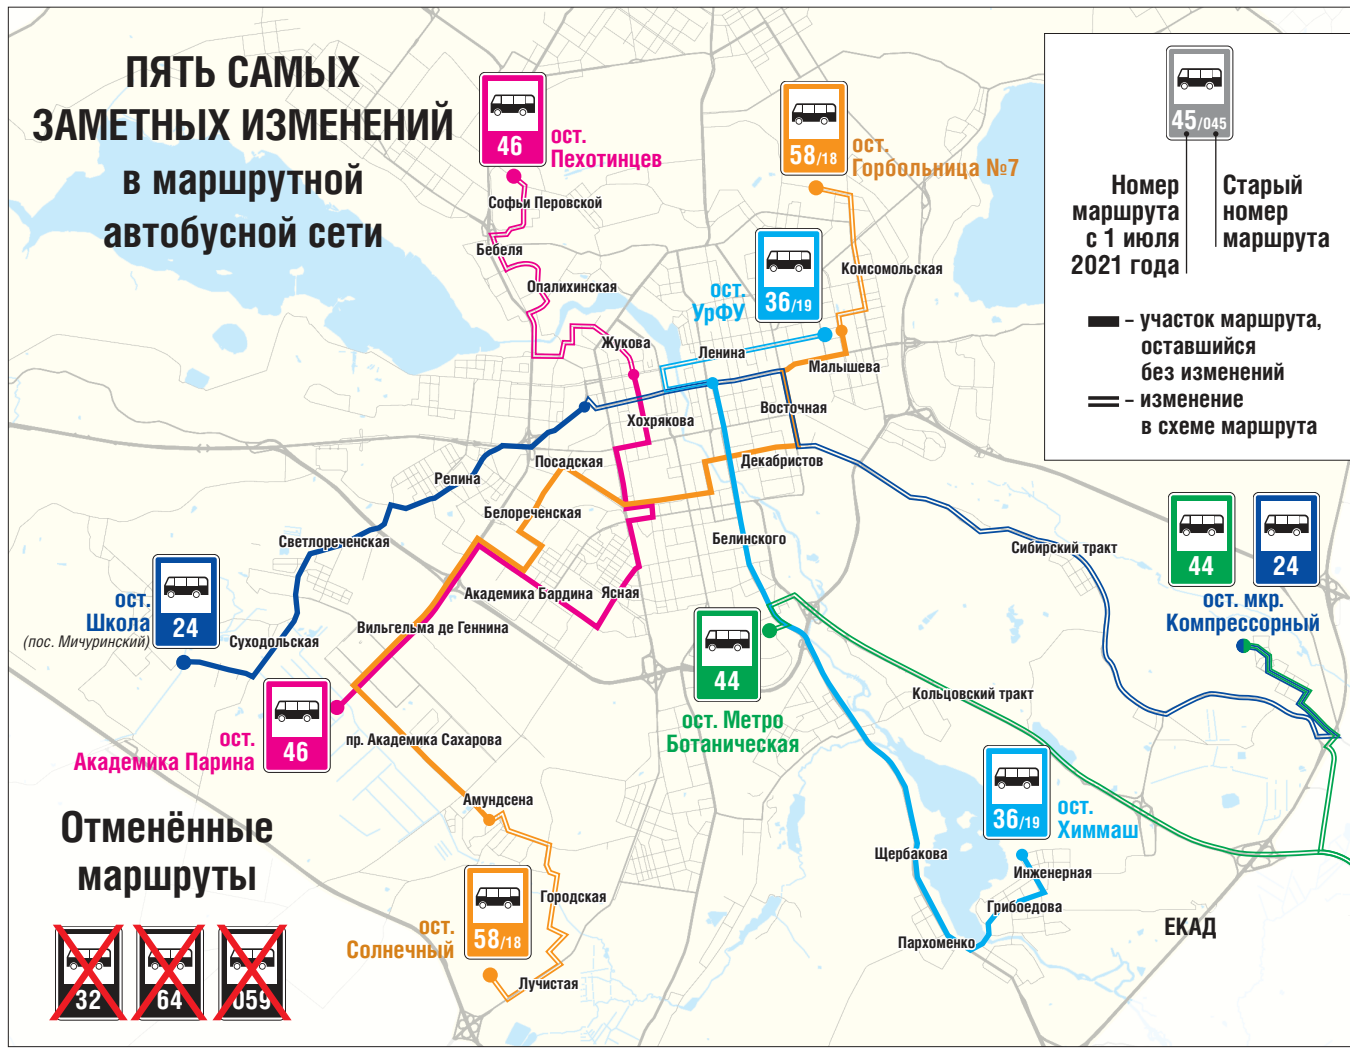 ПЯТЬ САМЫХ
ЗАМЕТНЫХ ИЗМЕНЕНИЙ
в маршрутной
автобусной сети
46
ост.
Пехотинцев
58/18
ост.
Горбольница №7
45/045
Номер
маршрута
с 1 июля
2021 года
Старый
номер
маршрута
– участок маршрута,
оставшийся
без изменений
– изменение
в схеме маршрута
Софьи Перовской
Бебеля
Опалихинская
Жукова
ост.
УрФУ
36/19
Комсомольская
Ленина
Малышева
Восточная
Хохрякова
Декабристов
Посадская
Репина
Белореченская
Светлореченская
Белинского
Сибирский тракт
44
24
ост. мкр.
Компрессорный
ост.
Школа
(пос. Мичуринский)
24
Суходольская
Академика Бардина
Ясная
Вильгельма де Геннина
44
ост. Метро
Ботаническая
Кольцовский тракт
46
ост.
Академика Парина
пр. Академика Сахарова
Амундсена
36/19
ост.
Химмаш
Щербакова
Инженерная
Грибоедова
Пархоменко
ЕКАД
Городская
58/18
ост.
Солнечный
Лучистая
Отменённые
маршруты
32
64
059